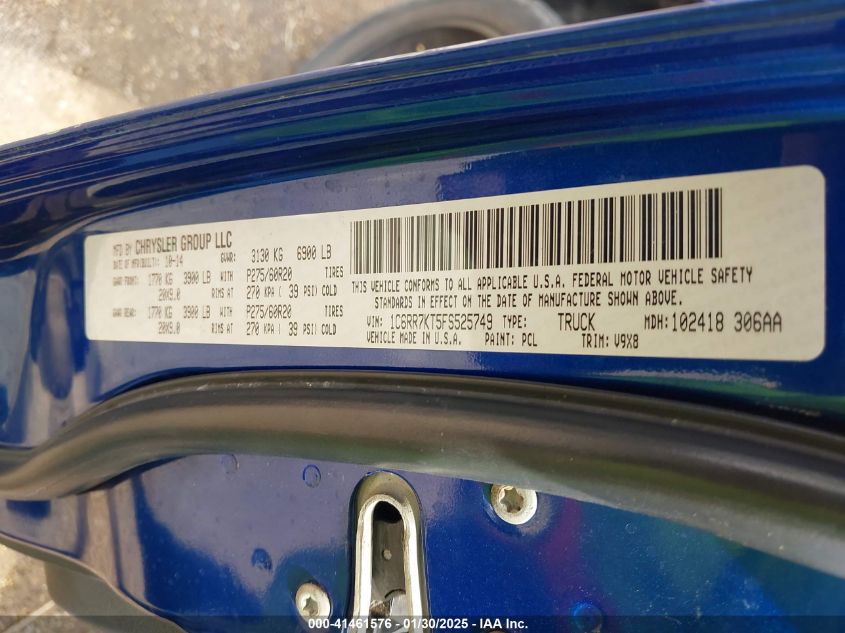 MFD BY CHRYSLER GROUP LLC
DATE OF MFR(BUILT): 10-14 GVWR: 3130 KG 6900 LB
GAWR FRONT: 1770 KG 3900 LB WITH P275/60R20 TIRES
20X9.0 RIMS AT 270 KPA ( 39 PSI) COLD
GAWR REAR: 1770 KG 3900 LB WITH P275/60R20 TIRES
20X9.0 RIMS AT 270 KPA ( 39 PSI) COLD
THIS VEHICLE CONFORMS TO ALL APPLICABLE U.S.A. FEDERAL MOTOR VEHICLE SAFETY
STANDARDS IN EFFECT ON THE DATE OF MANUFACTURE SHOWN ABOVE.
VIN: 1C6RR7KT5FS525749 TYPE: TRUCK MDH: 102418 306AA
VEHICLE MADE IN U.S.A. PAINT: PCL TRIM: V9X8
000-41461576 - 01/30/2025 - IAA Inc.